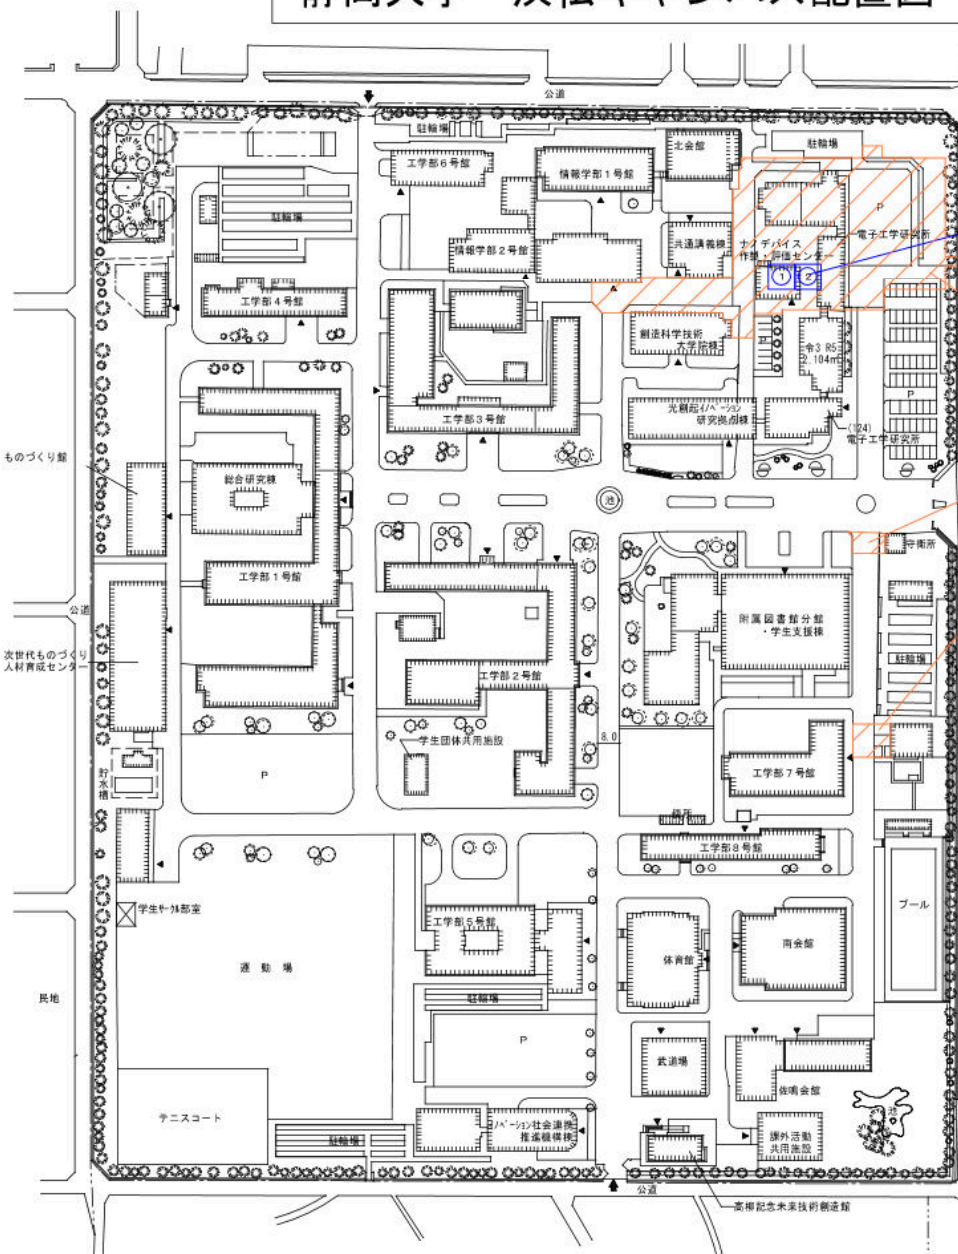 静岡大学 浜松キャンパス配置図
公道
駐輪場
工学部6号館
情報学部1号館
北会館
駐輪場
駐輪場
情報学部2号館
共通講義棟
ナノデバイス
作製・評価センター
P
電子工学研究所
1
2
工学部4号館
創造科学技術
大学院棟
P
令3 R5
2,104㎡
P
工学部3号館
光創起イノベーション
研究拠点棟
(124)
電子工学研究所
ものづくり館
総合研究棟
池
守衛所
工学部1号館
公道
附属図書館分館
・学生支援棟
次世代ものづくり
人材育成センター
駐輪場
工学部2号館
学生団体共用施設
8.0
P
貯水槽
工学部7号館
便所
工学部8号館
学生サークル部室
工学部5号館
プール
運動場
体育館
南会館
民地
駐輪場
P
武道場
佐鳴会館
テニスコート
駐輪場
イノベーション社会連携
推進機構棟
課外活動
共用施設
池
公道
高柳記念未来技術創造館